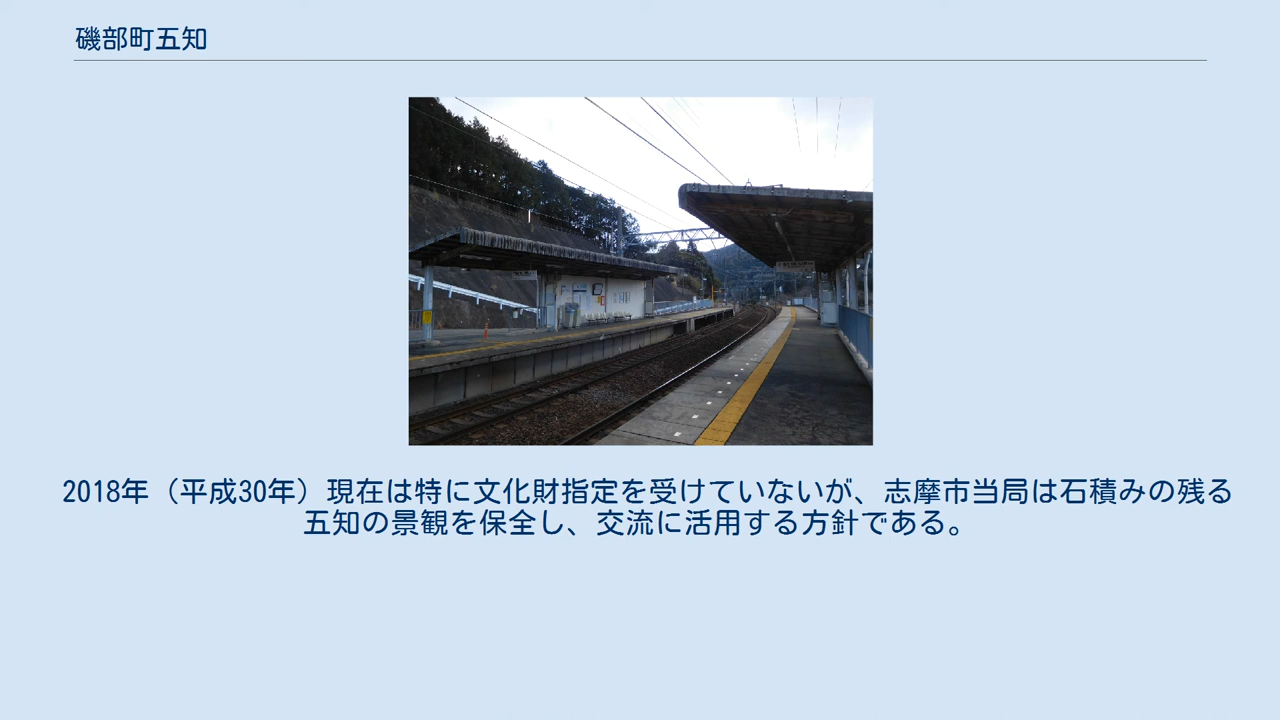 磯部町五知
2018年（平成30年）現在は特に文化財指定を受けていないが、志摩市当局は石積みの残る
五知の景観を保全し、交流に活用する方針である。